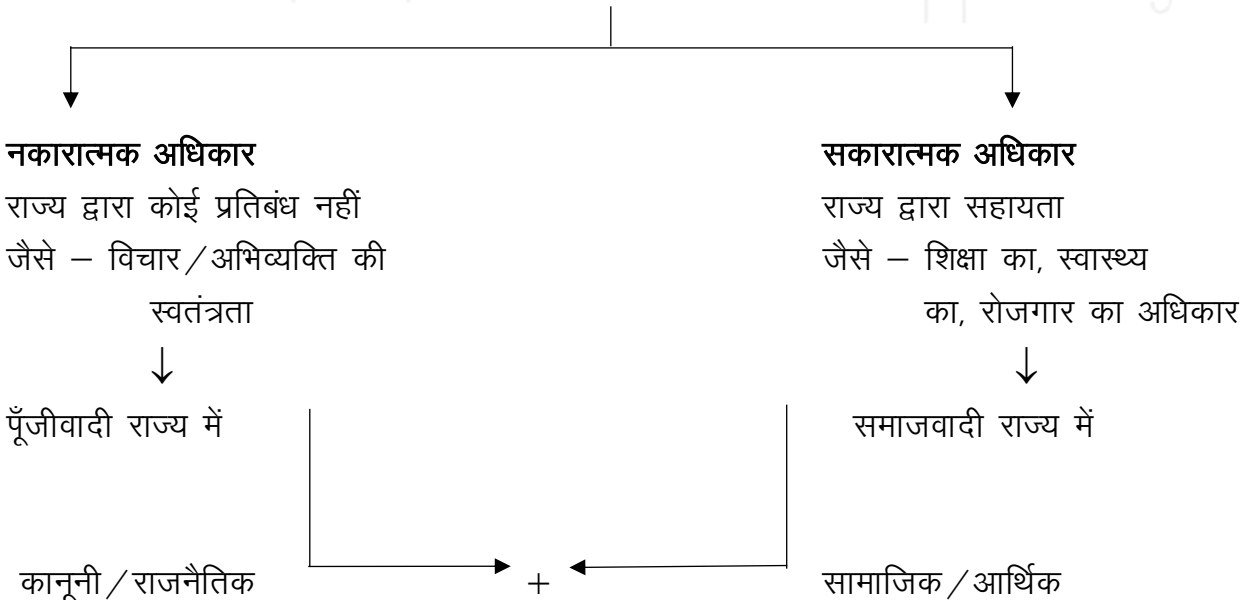 नकारात्मक अधिकार
राज्य द्वारा कोई प्रतिबंध नहीं
जैसे – विचार/अभिव्यक्ति की
स्वतंत्रता
↓
पूँजीवादी राज्य में
कानूनी/राजनैतिक
+
सकारात्मक अधिकार
राज्य द्वारा सहायता
जैसे – शिक्षा का, स्वास्थ्य
का, रोजगार का अधिकार
↓
समाजवादी राज्य में
सामाजिक/आर्थिक